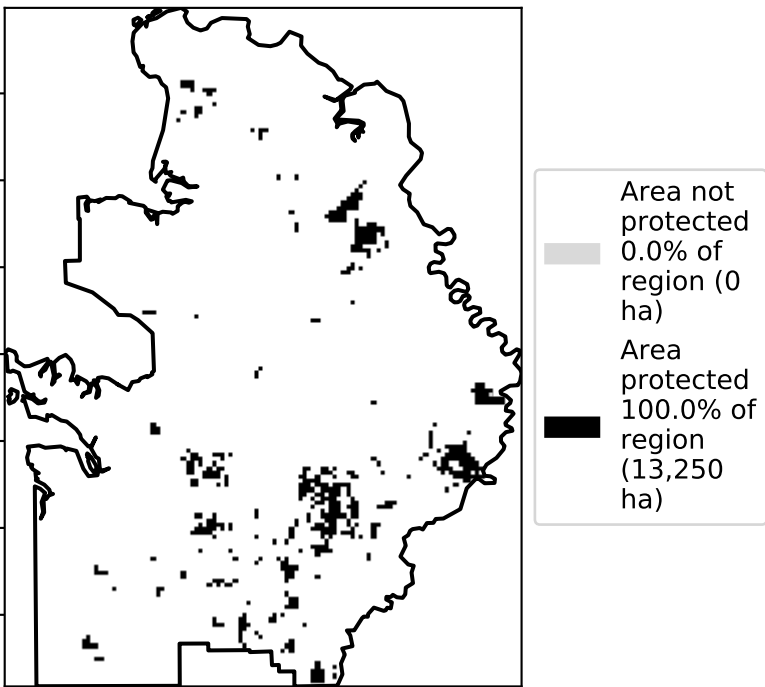 Area not
protected
0.0% of
region (0
ha)
Area
protected
100.0% of
region
(13,250
ha)